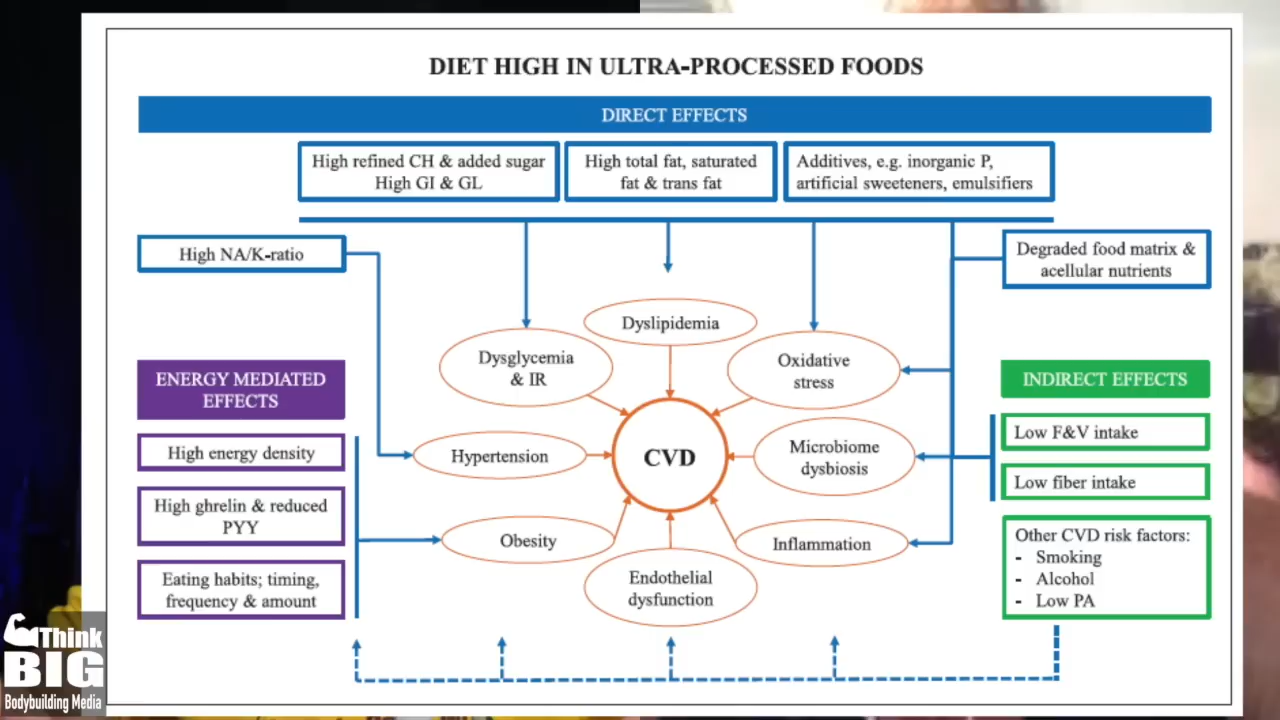 DIET HIGH IN ULTRA-PROCESSED FOODS
DIRECT EFFECTS
High refined CH & added sugar
High GI & GL
High total fat, saturated
fat & trans fat
Additives, e.g. inorganic P,
artificial sweeteners, emulsifiers
High NA/K-ratio
Degraded food matrix &
acellular nutrients
Dyslipidemia
Dysglycemia
& IR
Oxidative
stress
ENERGY MEDIATED
EFFECTS
INDIRECT EFFECTS
High energy density
Hypertension
CVD
Microbiome
dysbiosis
Low F&V intake
Low fiber intake
High ghrelin & reduced
PYY
Obesity
Inflammation
Endothelial
dysfunction
Eating habits; timing,
frequency & amount
Other CVD risk factors:
- Smoking
- Alcohol
- Low PA
Think
BIG
Bodybuilding Media